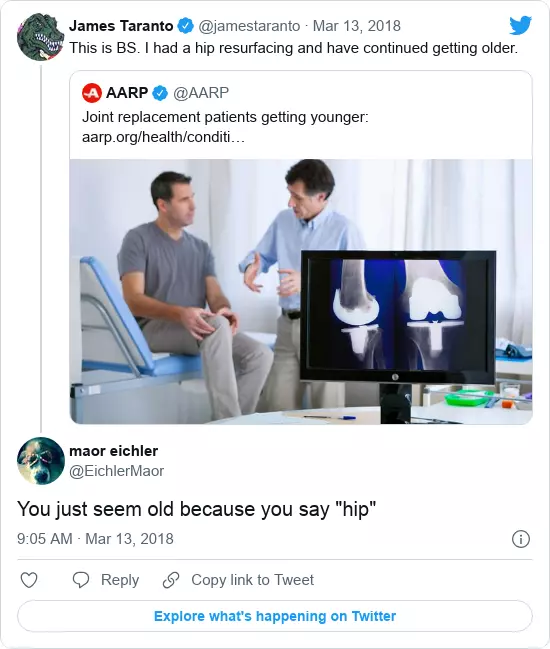 James Taranto @jamestaranto · Mar 13, 2018
This is BS. I had a hip resurfacing and have continued getting older.
AARP @AARP
Joint replacement patients getting younger:
aarp.org/health/conditi…
maor eichler
@EichlerMaor
You just seem old because you say "hip"
9:05 AM · Mar 13, 2018
Reply
Copy link to Tweet
Explore what's happening on Twitter